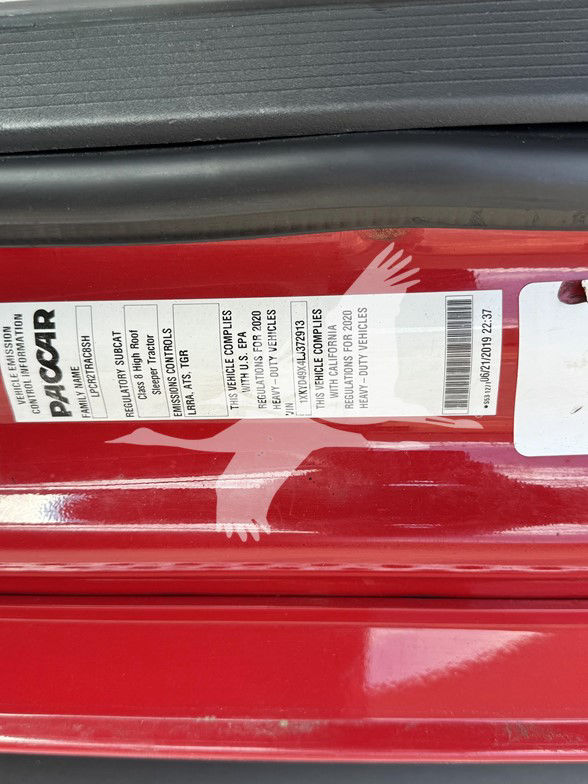 VEHICLE EMISSION
CONTROL INFORMATION
PACCAR
FAMILY NAME
LPCR2TRAC8SH
REGULATORY SUBCAT
Class 8 High Roof
Sleeper Tractor
EMISSIONS CONTROLS
LRRA, ATS, TGR
THIS VEHICLE COMPLIES
WITH U.S. EPA
REGULATIONS FOR 2020
HEAVY-DUTY VEHICLES
VIN
1XKYD49X4LJ372913
THIS VEHICLE COMPLIES
WITH CALIFORNIA
REGULATIONS FOR 2020
HEAVY-DUTY VEHICLES
08/21/2019 22:37